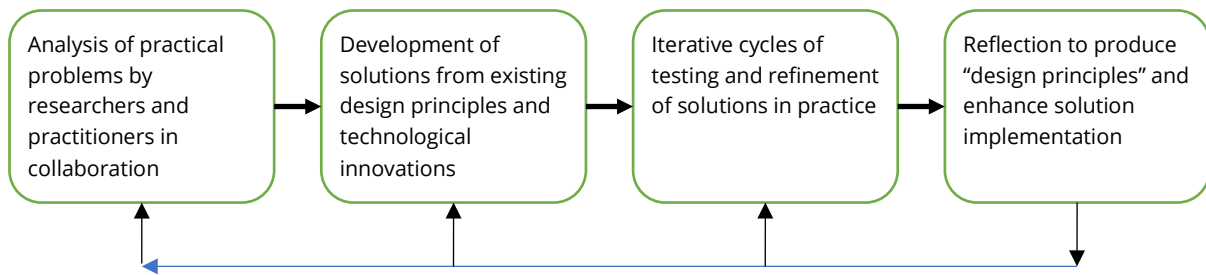 Analysis of practical
problems by
researchers and
practitioners in
collaboration
Development of
solutions from existing
design principles and
technological
innovations
Iterative cycles of
testing and refinement
of solutions in practice
Reflection to produce
“design principles” and
enhance solution
implementation